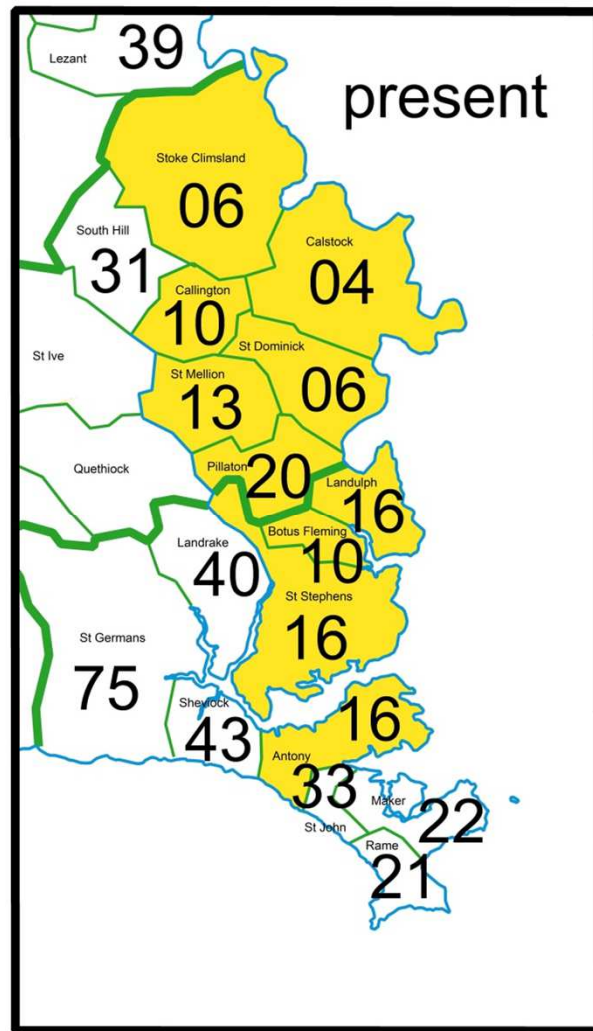 Lezant
39
present
Stoke Climsland
06
South Hill
31
Calstock
04
Callington
10
St Dominick
06
St Ive
St Mellion
13
Quethiock
Pillaton
20
Landulph
16
Botus Fleming
10
Landrake
40
St Stephens
16
St Germans
75
Shevlock
43
16
Antony
33
Maker
22
St John
Rame
21